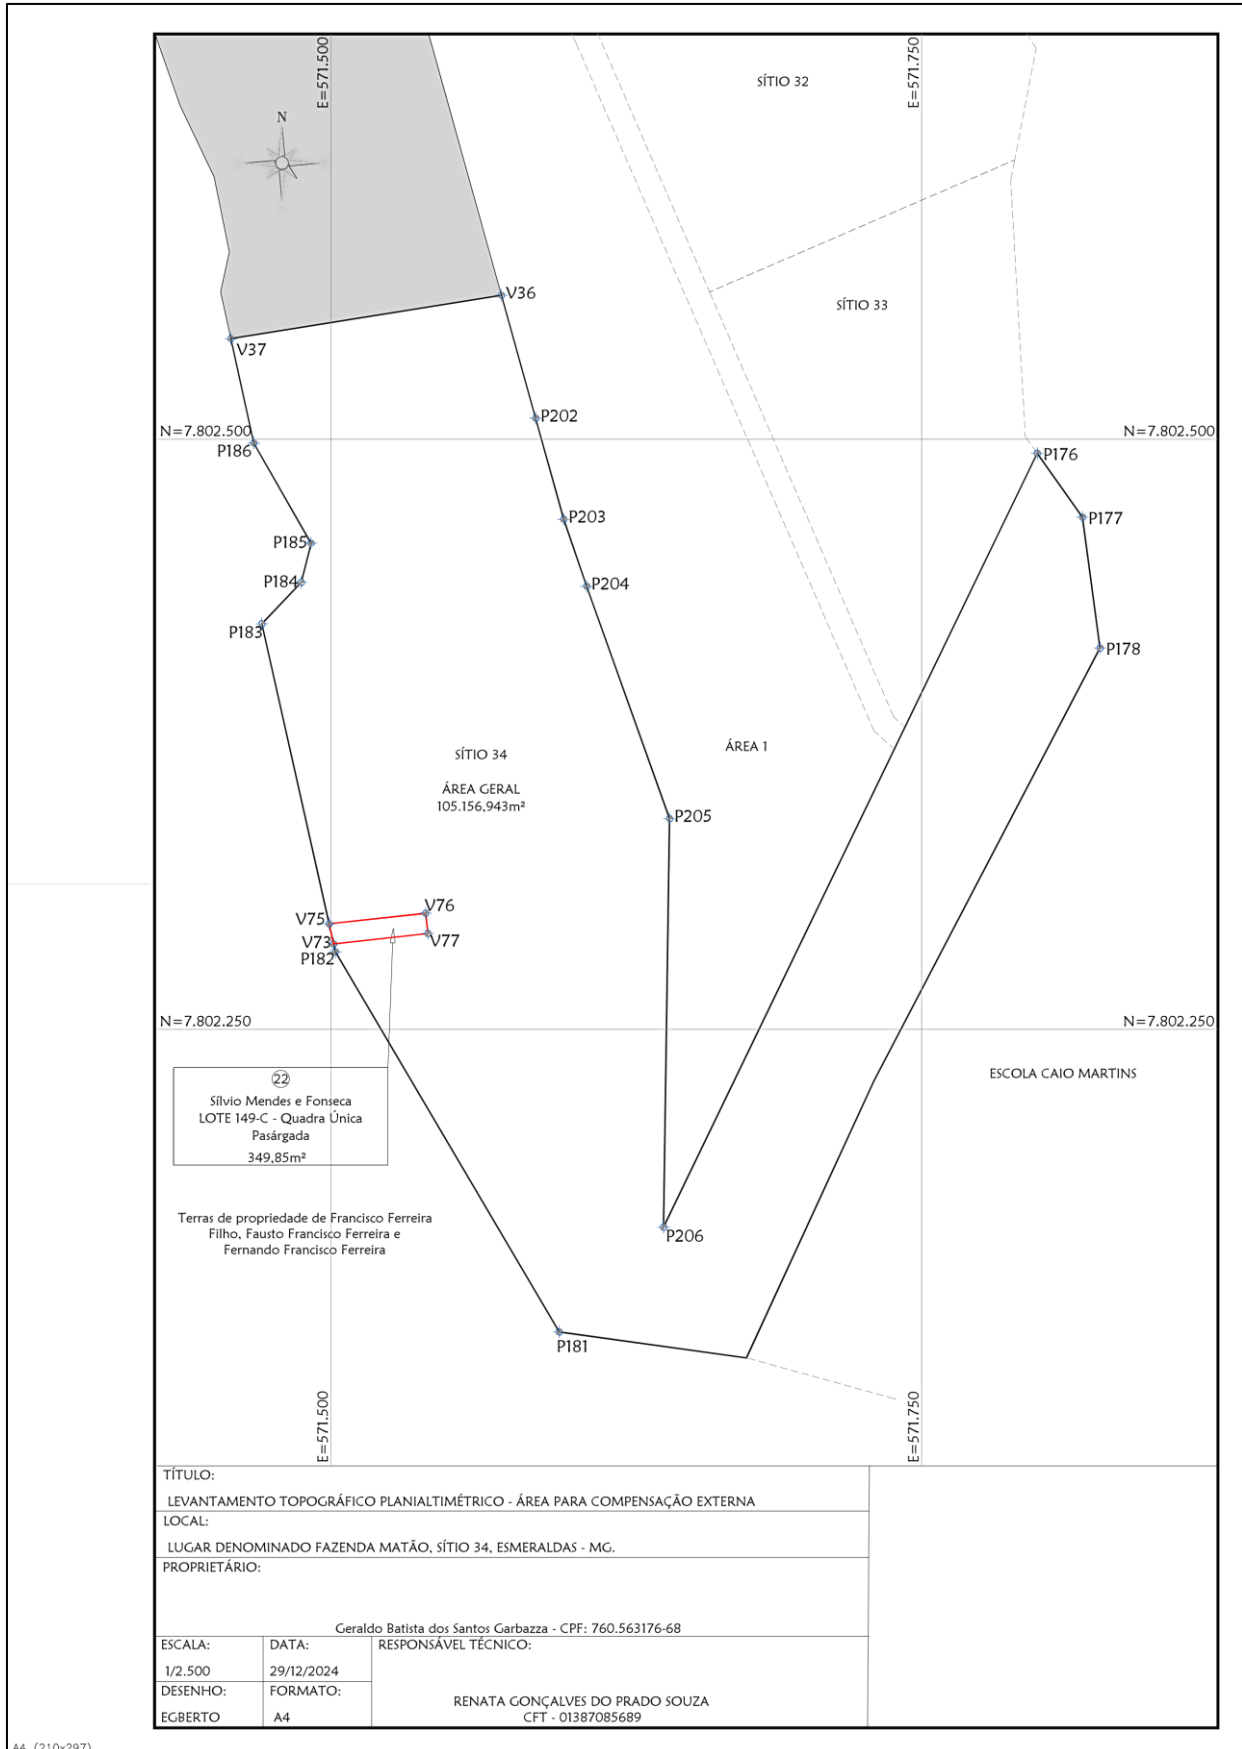 E=571.500
E=571.750
SÍTIO 32
N
V36
SÍTIO 33
V37
P202
N=7.802.500
N=7.802.500
P186
P176
P203
P177
P185
P184
P204
P183
P178
SÍTIO 34
ÁREA 1
ÁREA GERAL
105.156,943m²
P205
V76
V75
V77
V73
P182
N=7.802.250
N=7.802.250
22
Sílvio Mendes e Fonseca
LOTE 149-C - Quadra Única
Pasárgada
349,85m²
ESCOLA CAIO MARTINS
Terras de propriedade de Francisco Ferreira
Filho, Fausto Francisco Ferreira e
Fernando Francisco Ferreira
P206
P181
E=571.500
E=571.750
TÍTULO:
LEVANTAMENTO TOPOGRÁFICO PLANIALTIMÉTRICO - ÁREA PARA COMPENSAÇÃO EXTERNA
LOCAL:
LUGAR DENOMINADO FAZENDA MATÃO, SÍTIO 34, ESMERALDAS - MG.
PROPRIETÁRIO:
Geraldo Batista dos Santos Garbazza - CPF: 760.563176-68
ESCALA:
1/2.500
DATA:
29/12/2024
RESPONSÁVEL TÉCNICO:
DESENHO:
EGBERTO
FORMATO:
A4
RENATA GONÇALVES DO PRADO SOUZA
CFT - 01387085689
A4 (210x297)